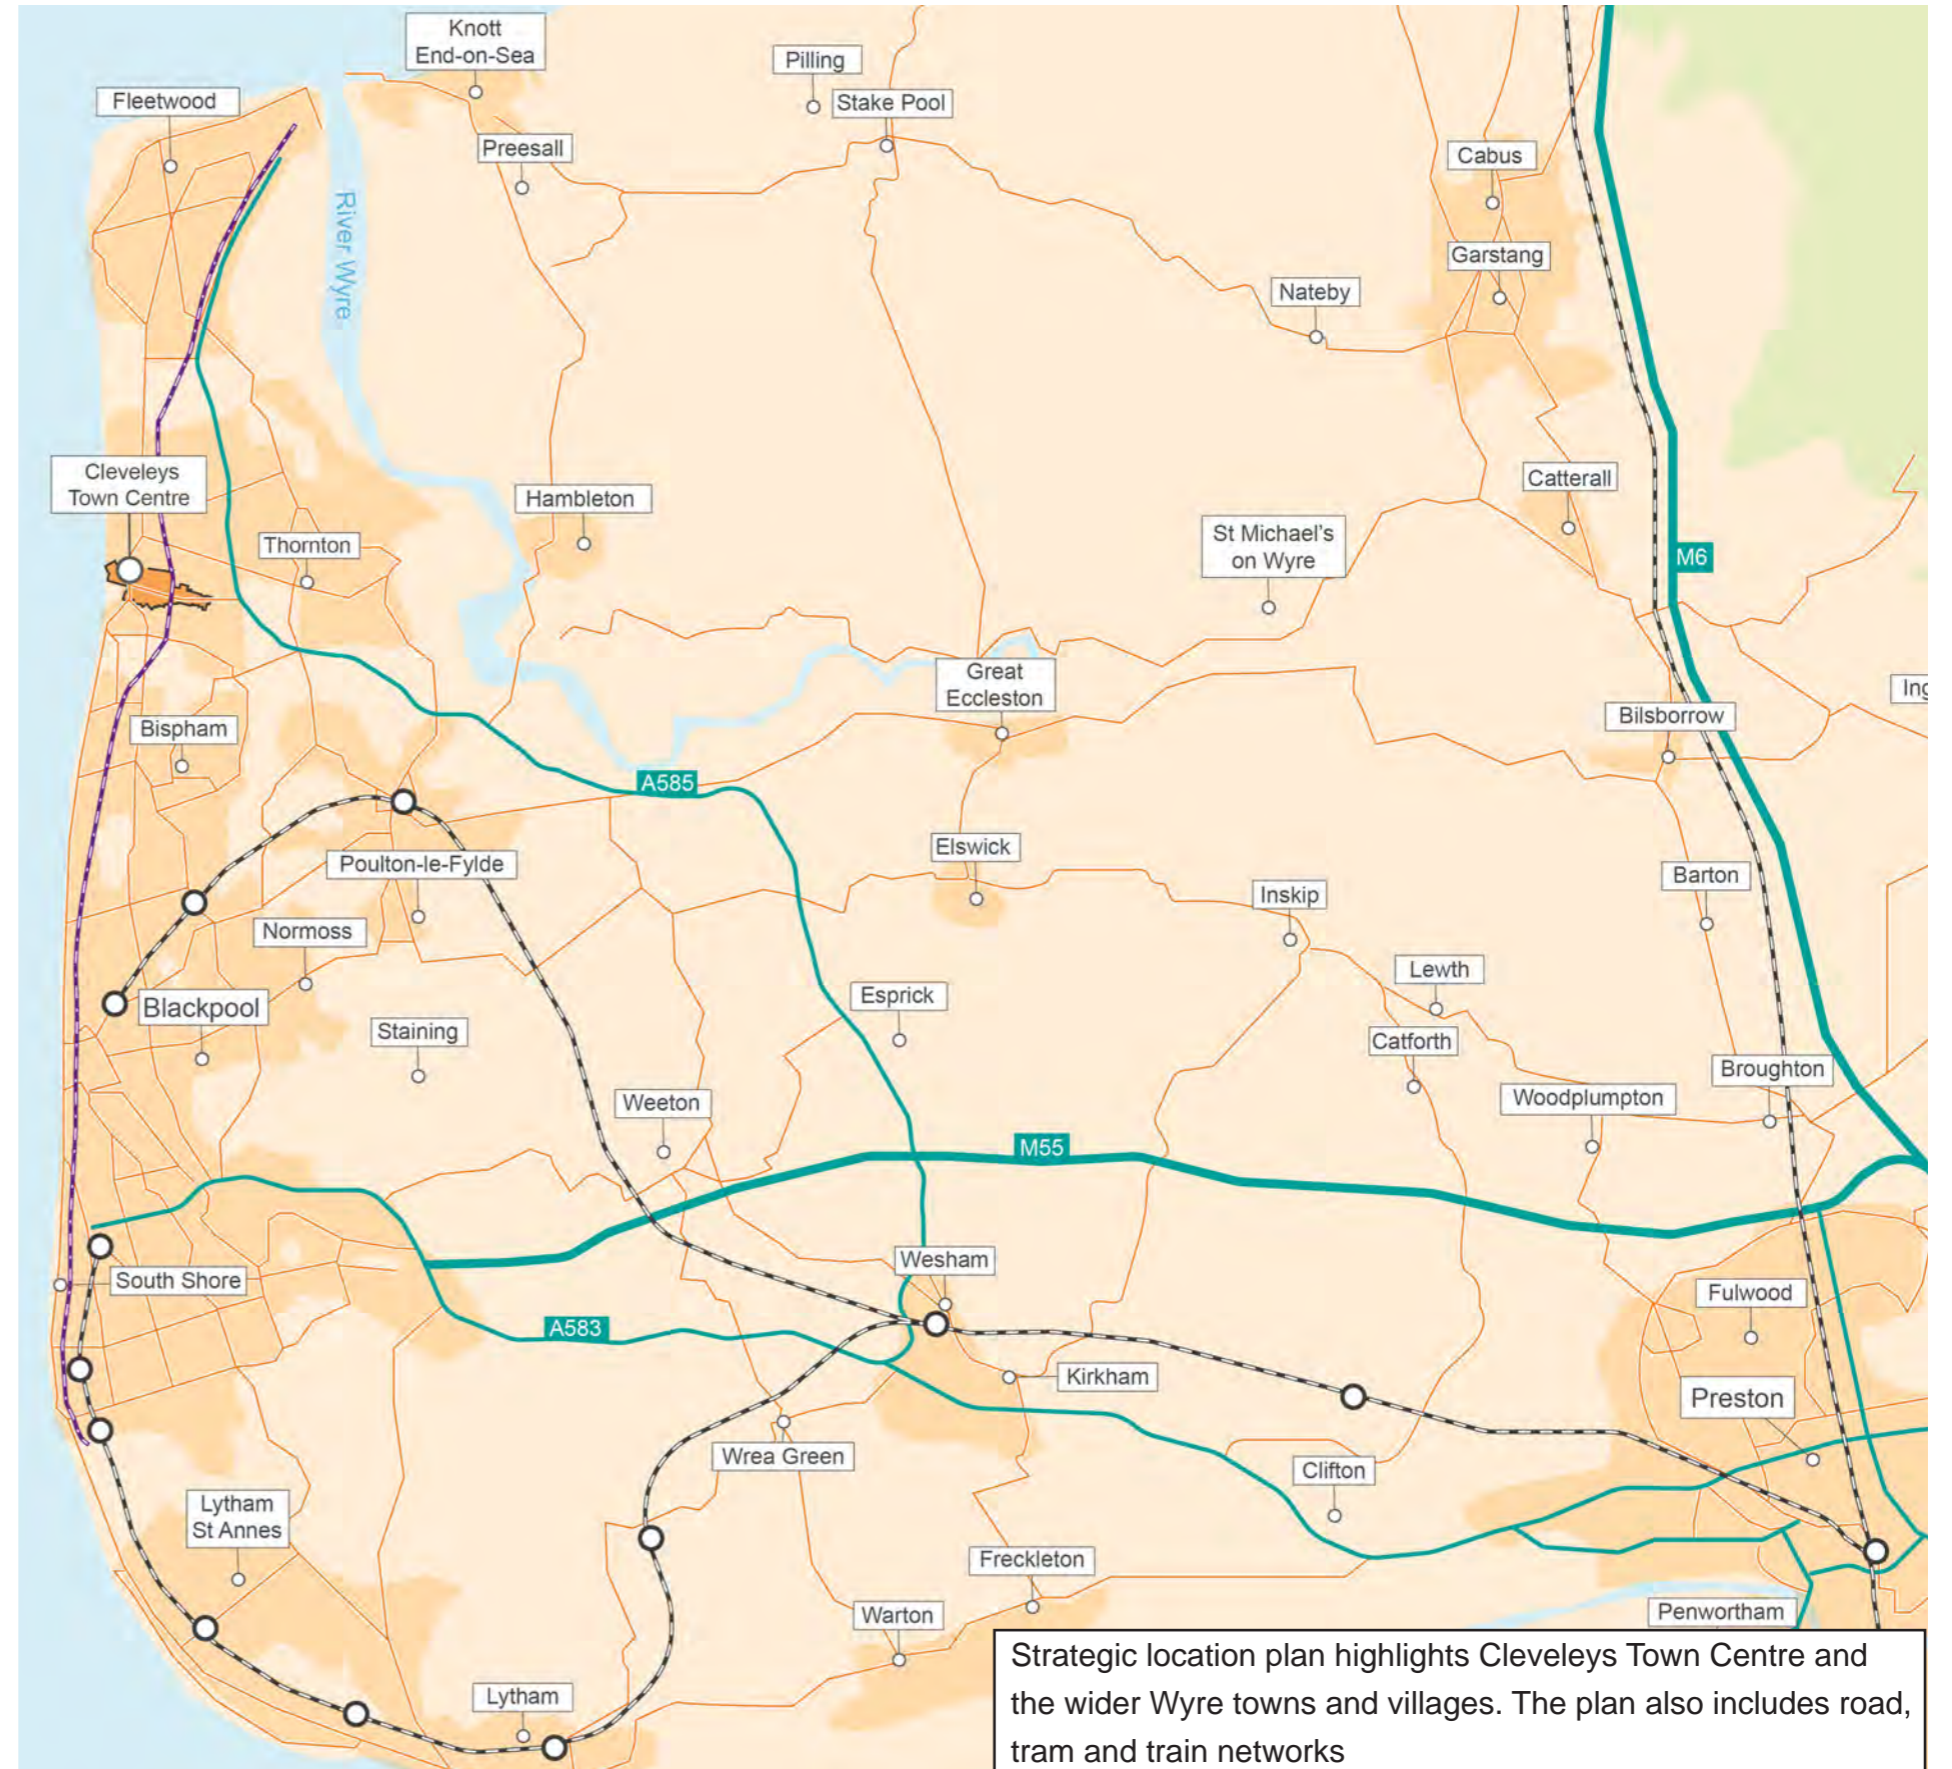 Knott
End-on-Sea
Pilling
Fleetwood
Stake Pool
Preesall
Cabus
River Wyre
Garstang
Nateby
Cleveleys
Town Centre
Catterall
Hambleton
St Michael's
on Wyre
Thornton
M6
Great
Eccleston
Ing
Bispham
Bilsborrow
A585
Elswick
Poulton-le-Fylde
Barton
Inskip
Normoss
Lewth
Esprick
Blackpool
Staining
Catforth
Broughton
Weeton
Woodplumpton
M55
Wesham
South Shore
Fulwood
A583
Kirkham
Preston
Wrea Green
Clifton
Lytham
St Annes
Freckleton
Warton
Penwortham
Lytham
Strategic location plan highlights Cleveleys Town Centre and
the wider Wyre towns and villages. The plan also includes road,
tram and train networks